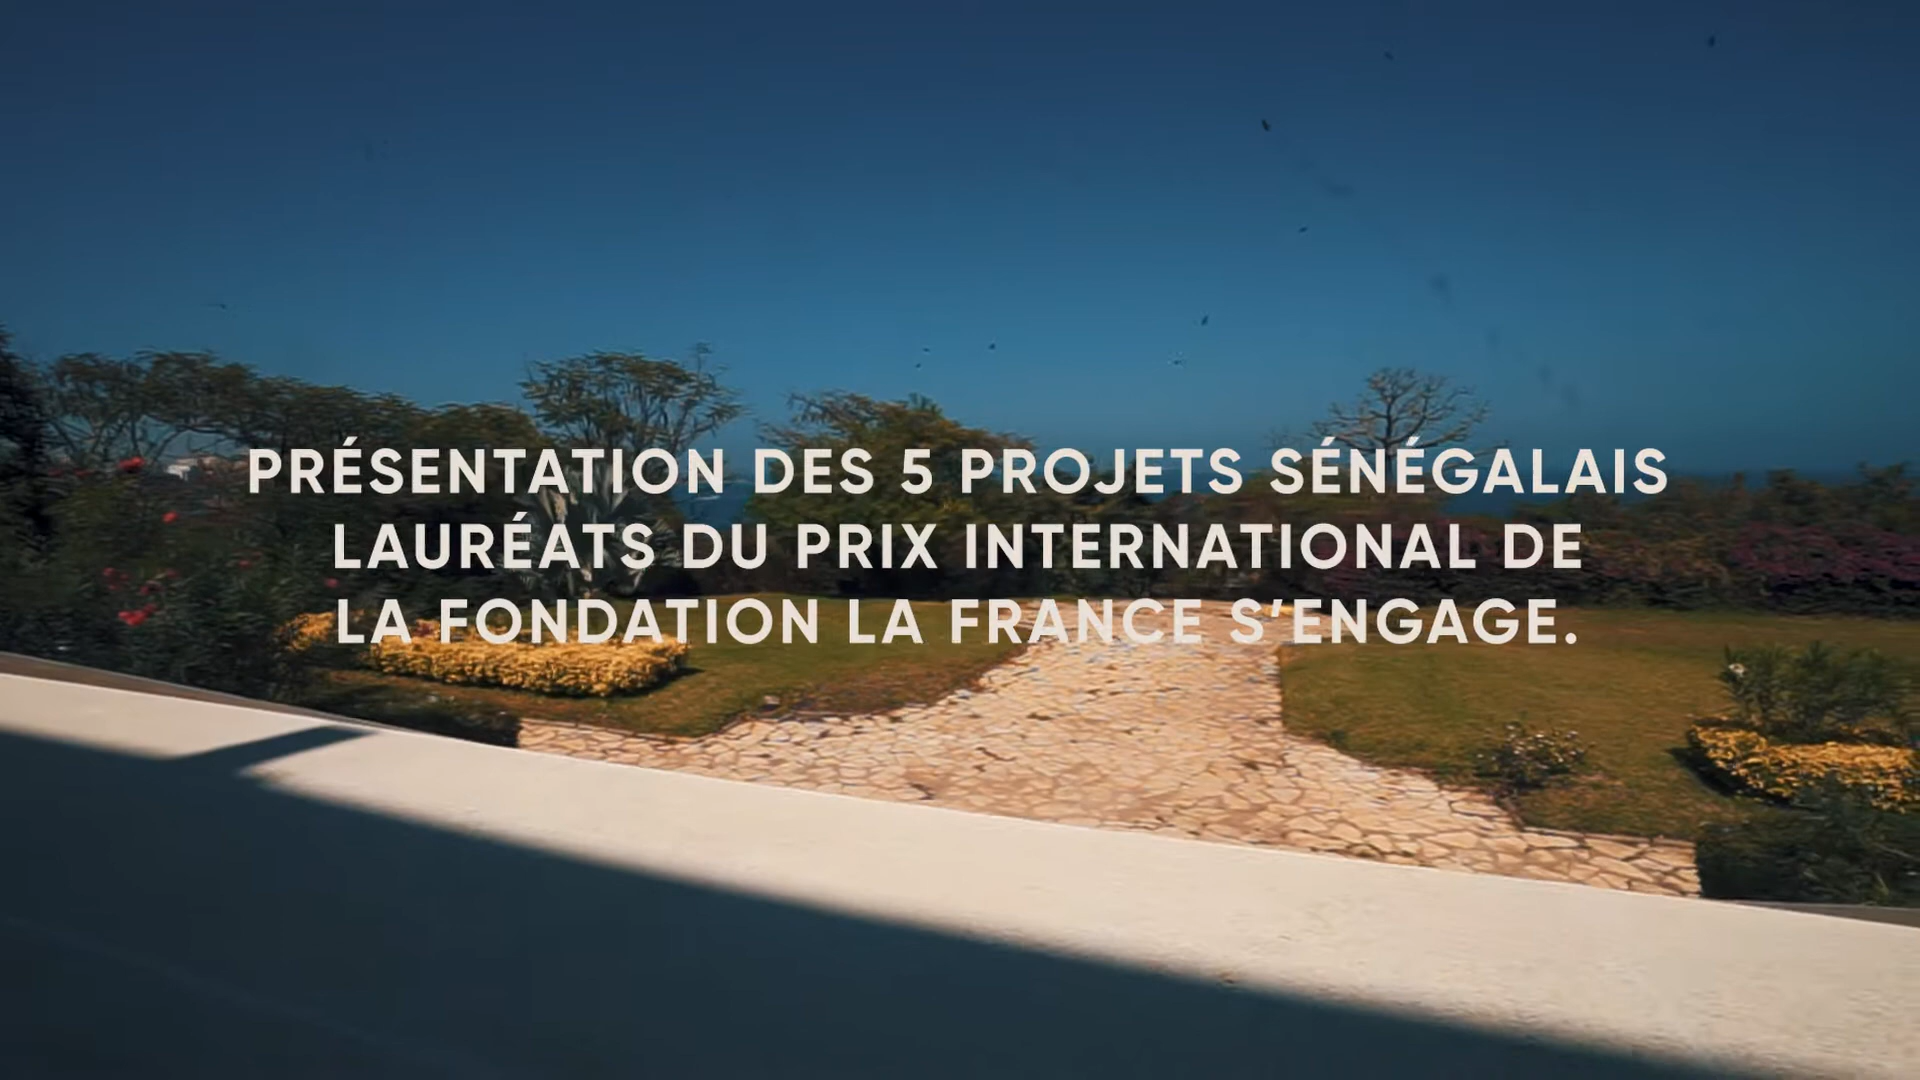 PRÉSENTATION DES 5 PROJETS SÉNÉGALAIS
LAURÉATS DU PRIX INTERNATIONAL DE
LA FONDATION LA FRANCE S’ENGAGE.